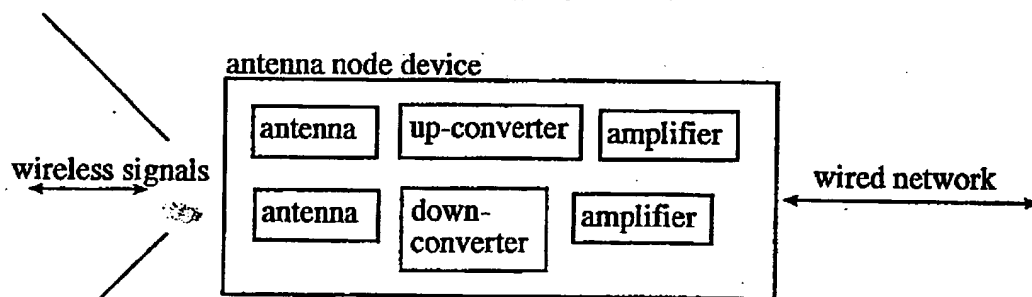 antenna node device
antenna
up-converter
amplifier
wireless signals
wired network
antenna
down-
converter
amplifier